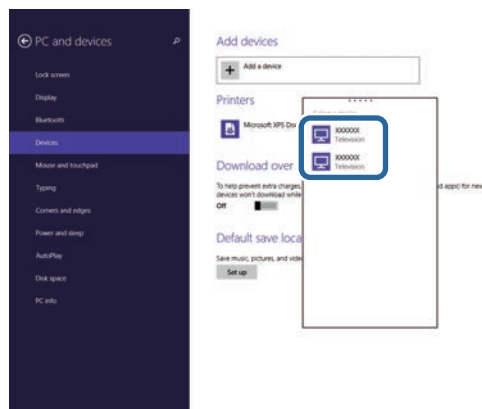 PC and devices
Lock screen
Display
Bluetooth
Devices
Mouse and touchpad
Typing
Corners and edges
Power and sleep
AutoPlay
Disk space
PC info
Add devices
Add a device
Printers
Microsoft XPS Do
XXXXXX
Television
XXXXXX
Television
Download over
To help prevent extra charges,
d apps) for new
devices won't download while
Off
Default save loca
Save music, pictures, and vide
Set up